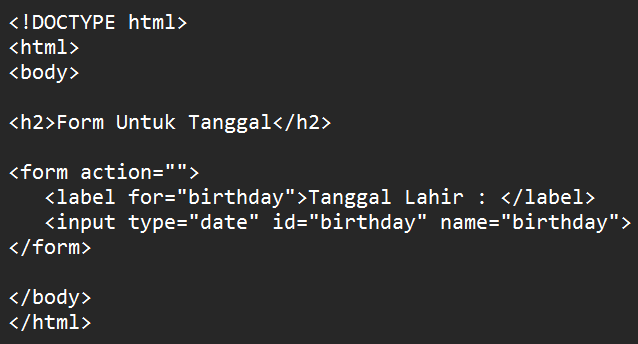 <!DOCTYPE html>
<html>
<body>
<h2>Form Untuk Tanggal</h2>
<form action="">
<label for="birthday">Tanggal Lahir : </label>
<input type="date" id="birthday" name="birthday">
</form>
</body>
</html>